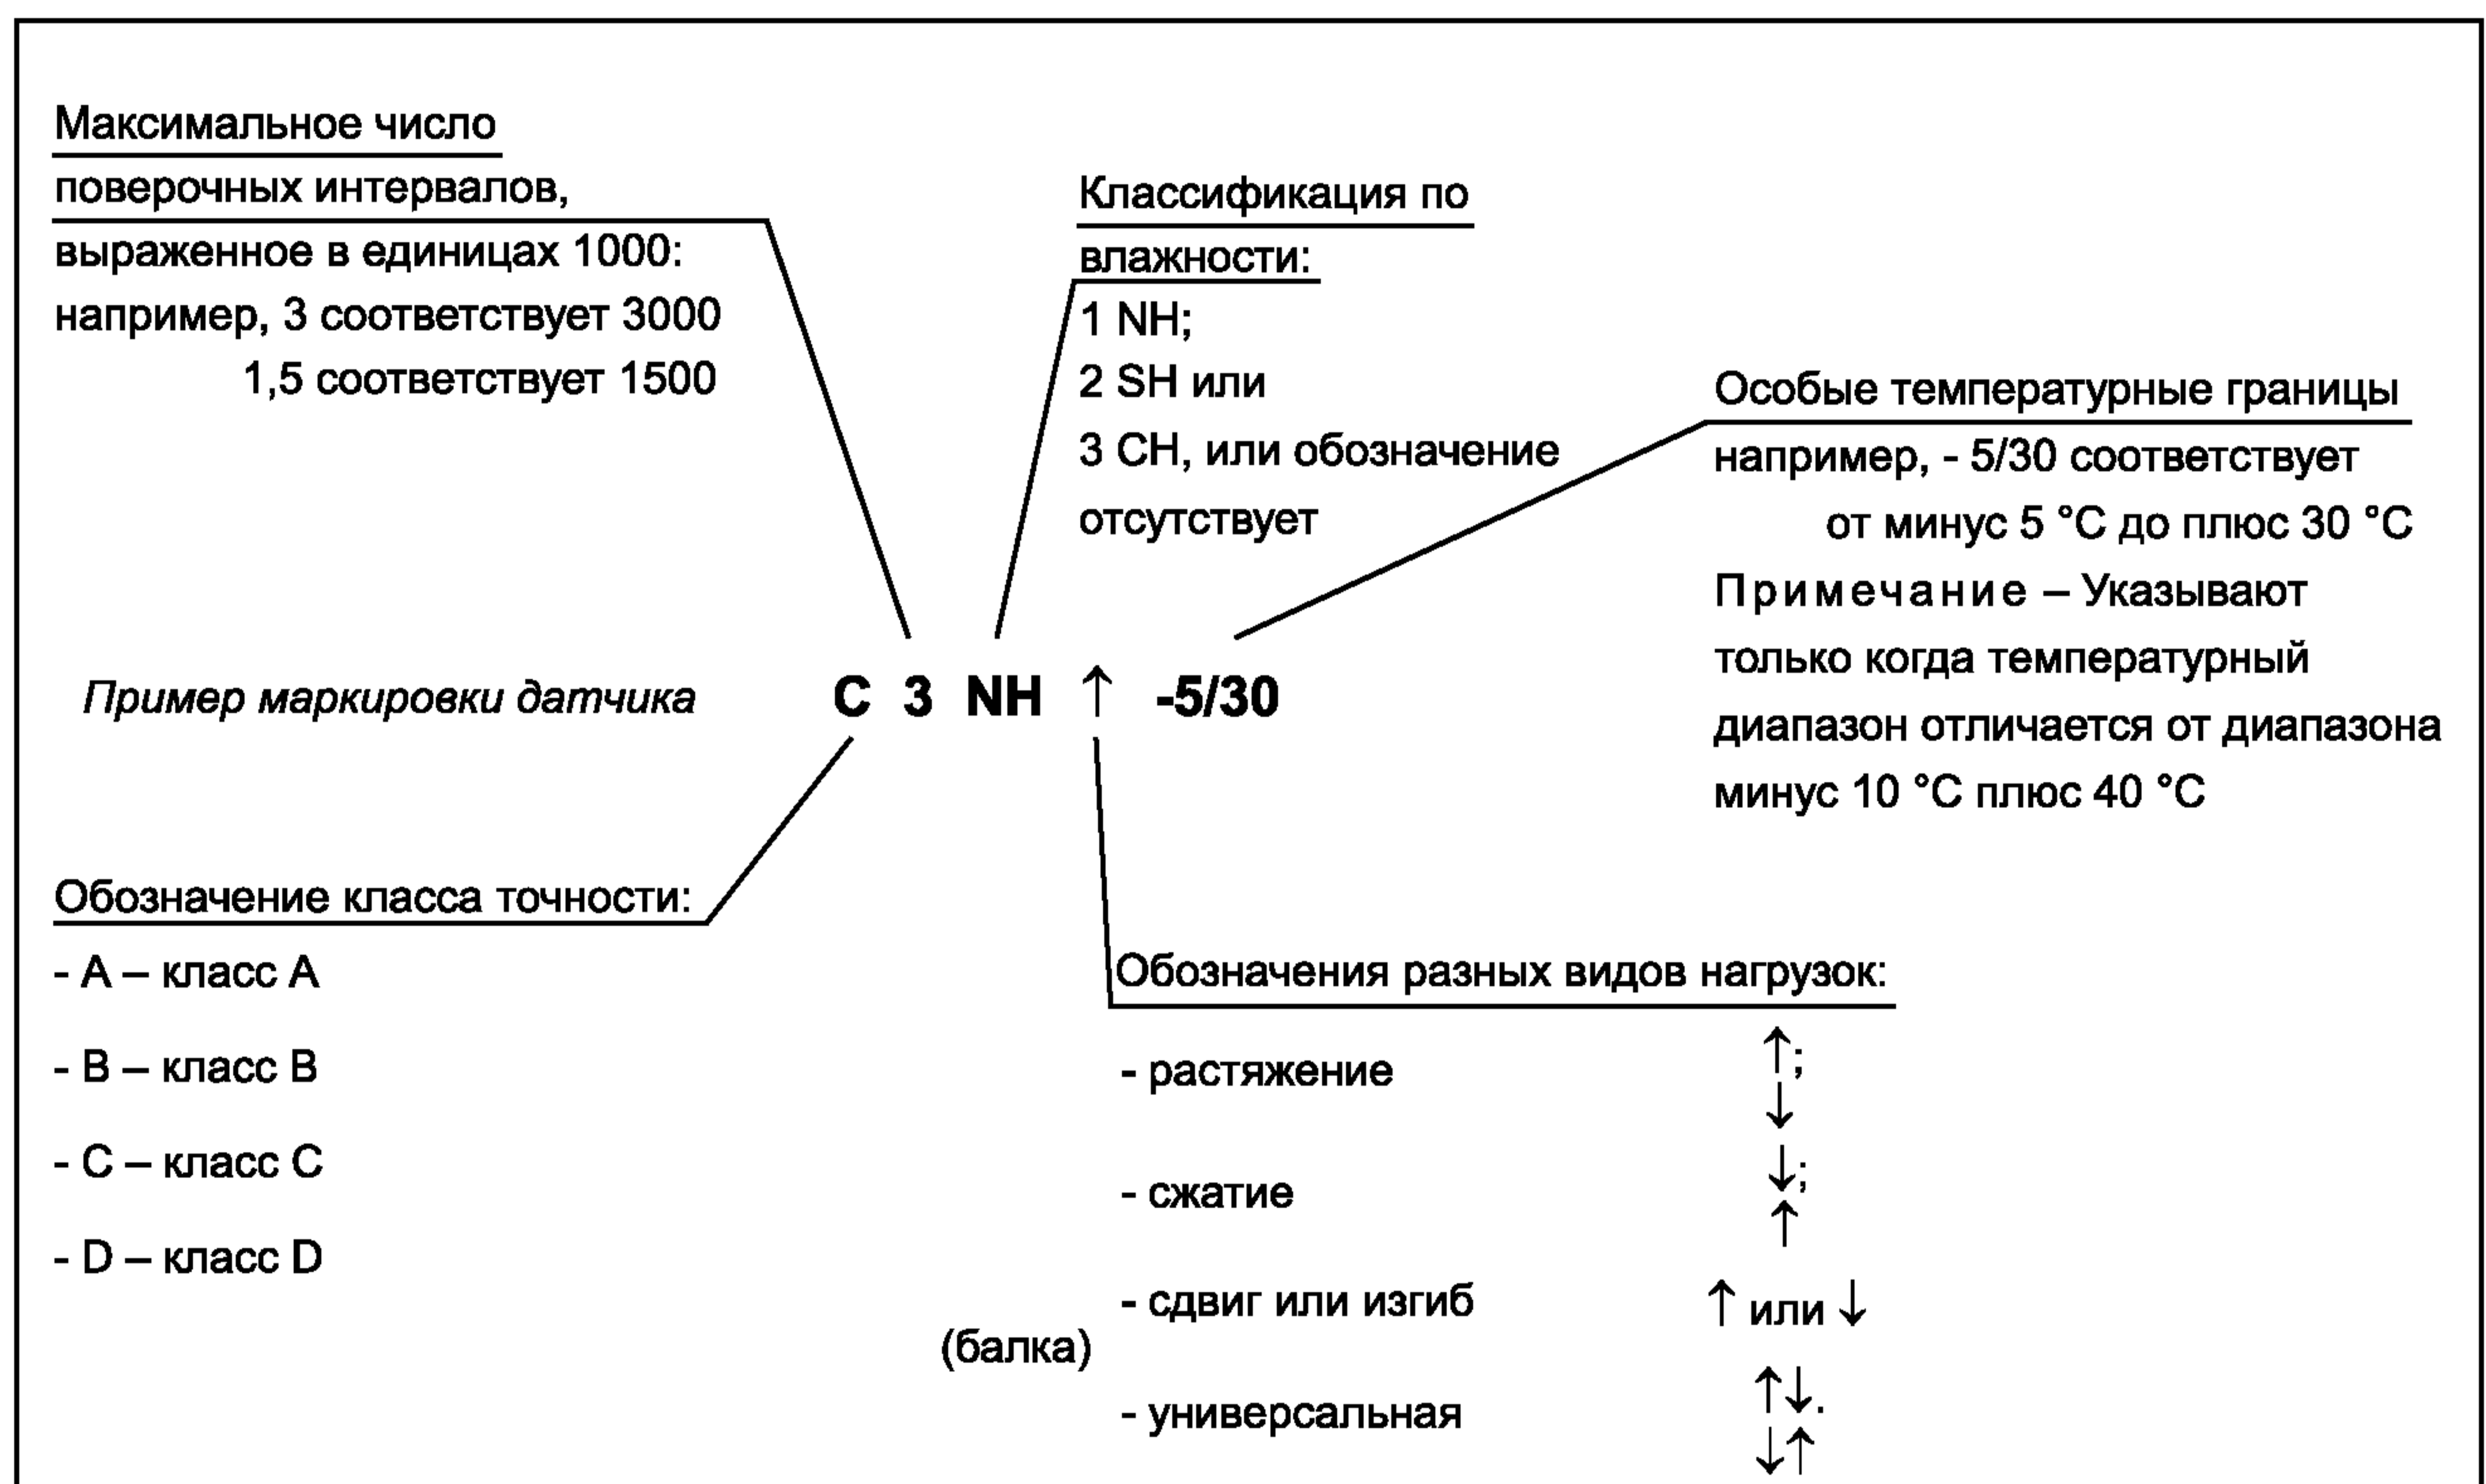 Максимальное число
поверочных интервалов,
выраженное в единицах 1000:
например, 3 соответствует 3000
1,5 соответствует 1500
Классификация по
влажности:
1 NH;
2 SH или
3 CH, или обозначение
отсутствует
Особые температурные границы
например, - 5/30 соответствует
от минус 5 °C до плюс 30 °C
Примечание – Указывают
только когда температурный
диапазон отличается от диапазона
минус 10 °C плюс 40 °C
Пример маркировки датчика C 3 NH ↑ -5/30
Обозначение класса точности:
- A – класс A
- B – класс B
- C – класс C
- D – класс D
Обозначения разных видов нагрузок:
- растяжение ↑;
↓
- сжатие ↓;
↑
- сдвиг или изгиб ↑ или ↓
(балка)
- универсальная ↑↓.
↓↑